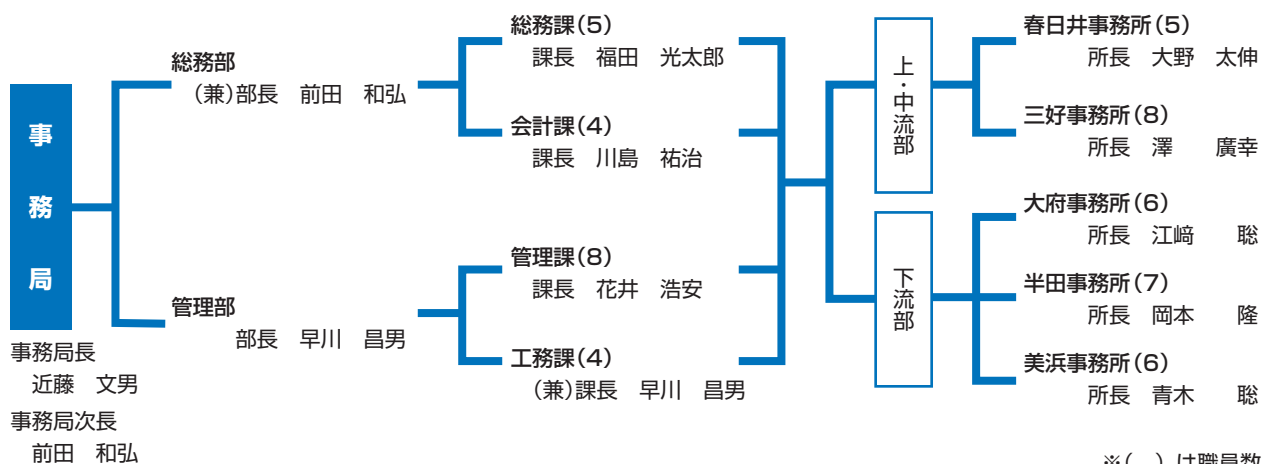 事務局
事務局長
近藤 文男
事務局次長
前田 和弘
総務部
(兼)部長 前田 和弘
管理部
部長 早川 昌男
総務課(5)
課長 福田 光太郎
会計課(4)
課長 川島 祐治
管理課(8)
課長 花井 浩安
工務課(4)
(兼)課長 早川 昌男
上・中流部
下流部
春日井事務所(5)
所長 大野 太伸
三好事務所(8)
所長 澤 廣幸
大府事務所(6)
所長 江﨑 聡
半田事務所(7)
所長 岡本 隆
美浜事務所(6)
所長 青木 聡
※( )は職員数